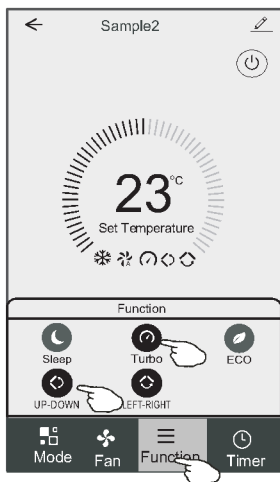 Sample2
23°C
Set Temperature
A
Function
Sleep Turbo ECO
UP-DOWN LEFT-RIGHT
Mode Fan Function Timer